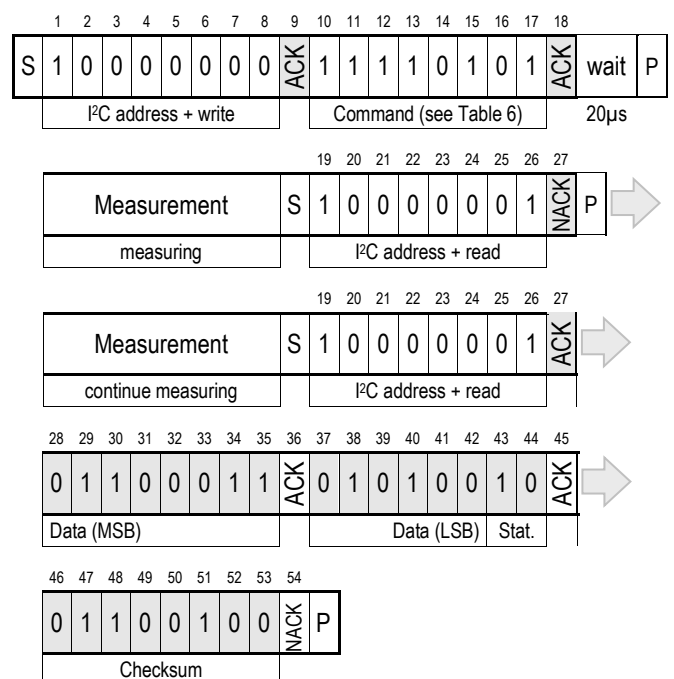 1 2 3 4 5 6 7 8 9 10 11 12 13 14 15 16 17 18
S 1 0 0 0 0 0 0 0 ACK 1 1 1 1 0 1 0 1 ACK wait P
I²C address + write Command (see Table 6) 20µs
19 20 21 22 23 24 25 26 27
Measurement S 1 0 0 0 0 0 0 1 NACK P
measuring I²C address + read
19 20 21 22 23 24 25 26 27
Measurement S 1 0 0 0 0 0 0 1 ACK
continue measuring I²C address + read
28 29 30 31 32 33 34 35 36 37 38 39 40 41 42 43 44 45
0 1 1 0 0 0 1 1 ACK 0 1 0 1 0 0 1 0 ACK
Data (MSB) Data (LSB) Stat.
46 47 48 49 50 51 52 53 54
0 1 1 0 0 1 0 0 NACK P
Checksum